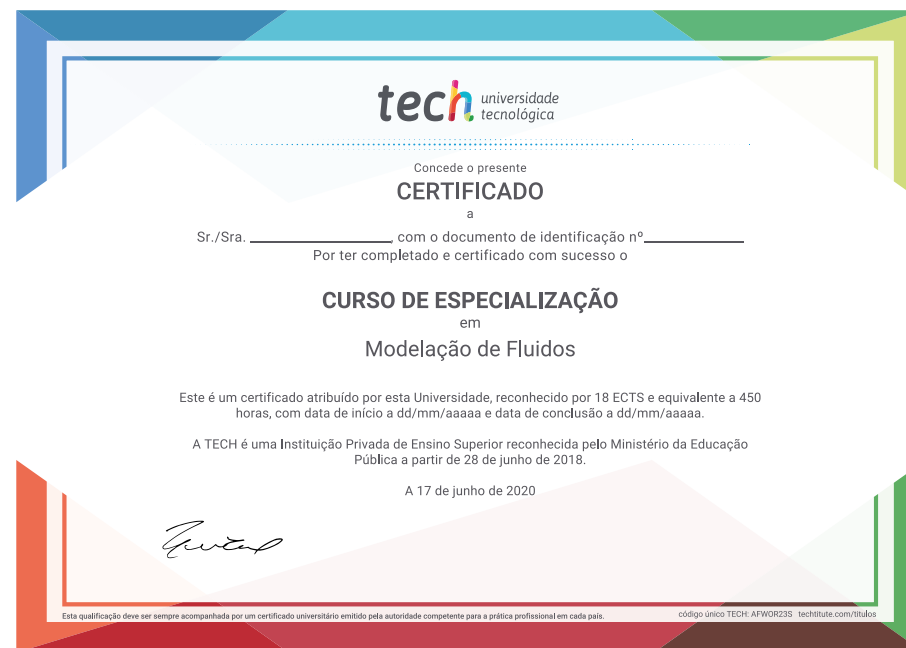 tech universidade
tecnológica
Concede o presente
CERTIFICADO
a
Sr./Sra. ________________, com o documento de identificação nº____________
Por ter completado e certificado com sucesso o
CURSO DE ESPECIALIZAÇÃO
em
Modelação de Fluidos
Este é um certificado atribuído por esta Universidade, reconhecido por 18 ECTS e equivalente a 450
horas, com data de início a dd/mm/aaaaa e data de conclusão a dd/mm/aaaaa.
A TECH é uma Instituição Privada de Ensino Superior reconhecida pelo Ministério da Educação
Pública a partir de 28 de junho de 2018.
A 17 de junho de 2020
Esta qualificação deve ser sempre acompanhada por um certificado universitário emitido pela autoridade competente para a prática profissional em cada país.
código único TECH: AFWOR23S techtitute.com/titulos